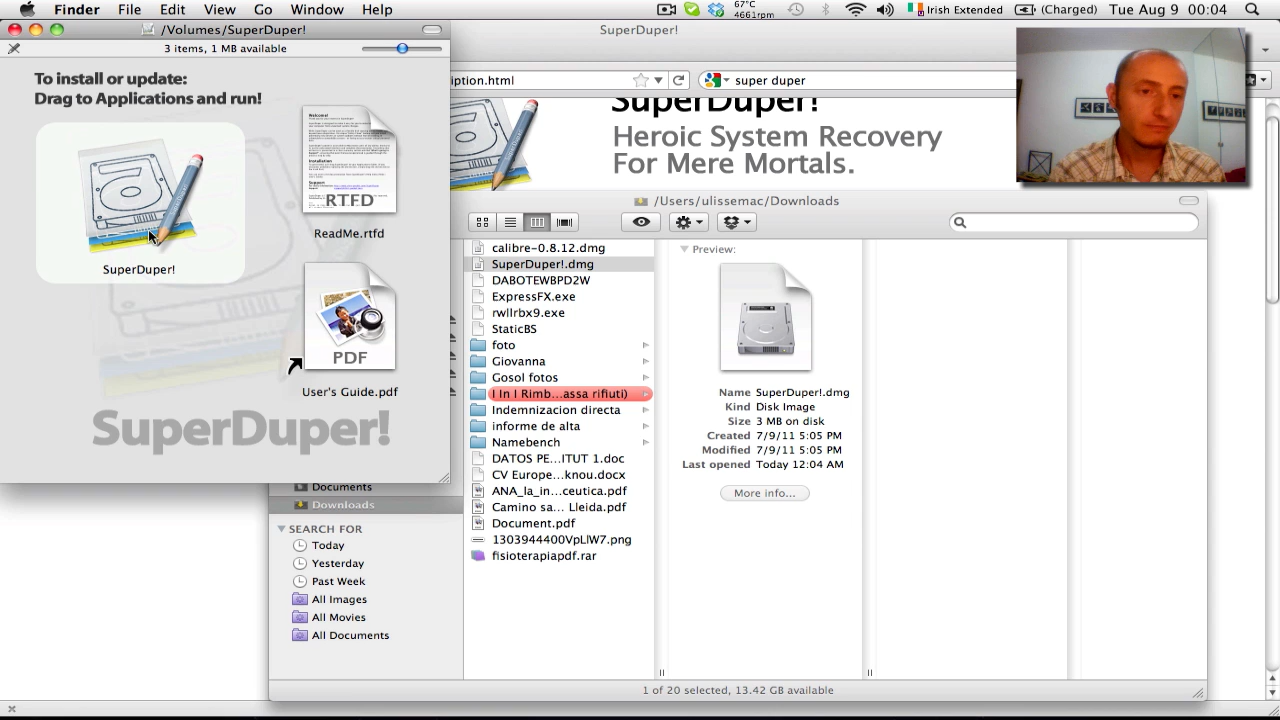 Finder File Edit View Go Window Help 67°C 4661rpm Irish Extended (Charged) Tue Aug 9 00:04
/Volumes/SuperDuper!
3 items, 1 MB available
To install or update:
Drag to Applications and run!
SuperDuper!
RTFD
ReadMe.rtfd
PDF
User's Guide.pdf
SuperDuper!
SuperDuper!
iption.html
super duper
SuperDuper!
Heroic System Recovery
For Mere Mortals.
/Users/ulissemac/Downloads
Documents
Downloads
SEARCH FOR
Today
Yesterday
Past Week
All Images
All Movies
All Documents
calibre-0.8.12.dmg
SuperDuper!.dmg
DABOTEWBPD2W
ExpressFX.exe
rwllrbx9.exe
StaticBS
foto
Giovanna
Gosol fotos
I In I Rimb...assa rifiuti)
Indemnizacion directa
informe de alta
Namebench
DATOS PE...ITUT 1.doc
CV Europe...knou.docx
ANA_la_in...ceutica.pdf
Camino sa... Lleida.pdf
Document.pdf
1303944400VpLlW7.png
fisioterapiapdf.rar
Preview:
Name SuperDuper!.dmg
Kind Disk Image
Size 3 MB on disk
Created 7/9/11 5:05 PM
Modified 7/9/11 5:05 PM
Last opened Today 12:04 AM
More info...
1 of 20 selected, 13.42 GB available